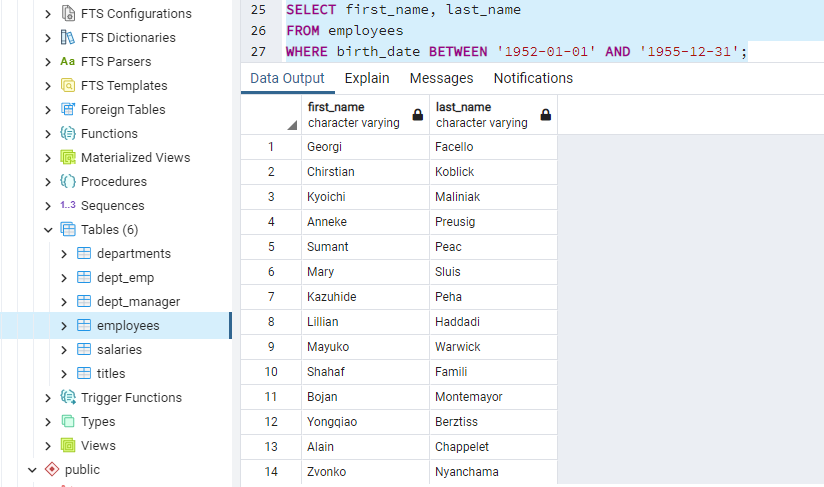 FTS Configurations
FTS Dictionaries
Aa FTS Parsers
FTS Templates
Foreign Tables
Functions
Materialized Views
Procedures
1..3 Sequences
Tables (6)
departments
dept_emp
dept_manager
employees
salaries
titles
Trigger Functions
Types
Views
public
25 SELECT first_name, last_name
26 FROM employees
27 WHERE birth_date BETWEEN '1952-01-01' AND '1955-12-31';
Data Output Explain Messages Notifications
first_name last_name
character varying character varying
1 Georgi Facello
2 Chirstian Koblick
3 Kyoichi Maliniak
4 Anneke Preusig
5 Sumant Peac
6 Mary Sluis
7 Kazuhide Peha
8 Lillian Haddadi
9 Mayuko Warwick
10 Shahaf Famili
11 Bojan Montemayor
12 Yongqiao Berztiss
13 Alain Chappelet
14 Zvonko Nyanchama